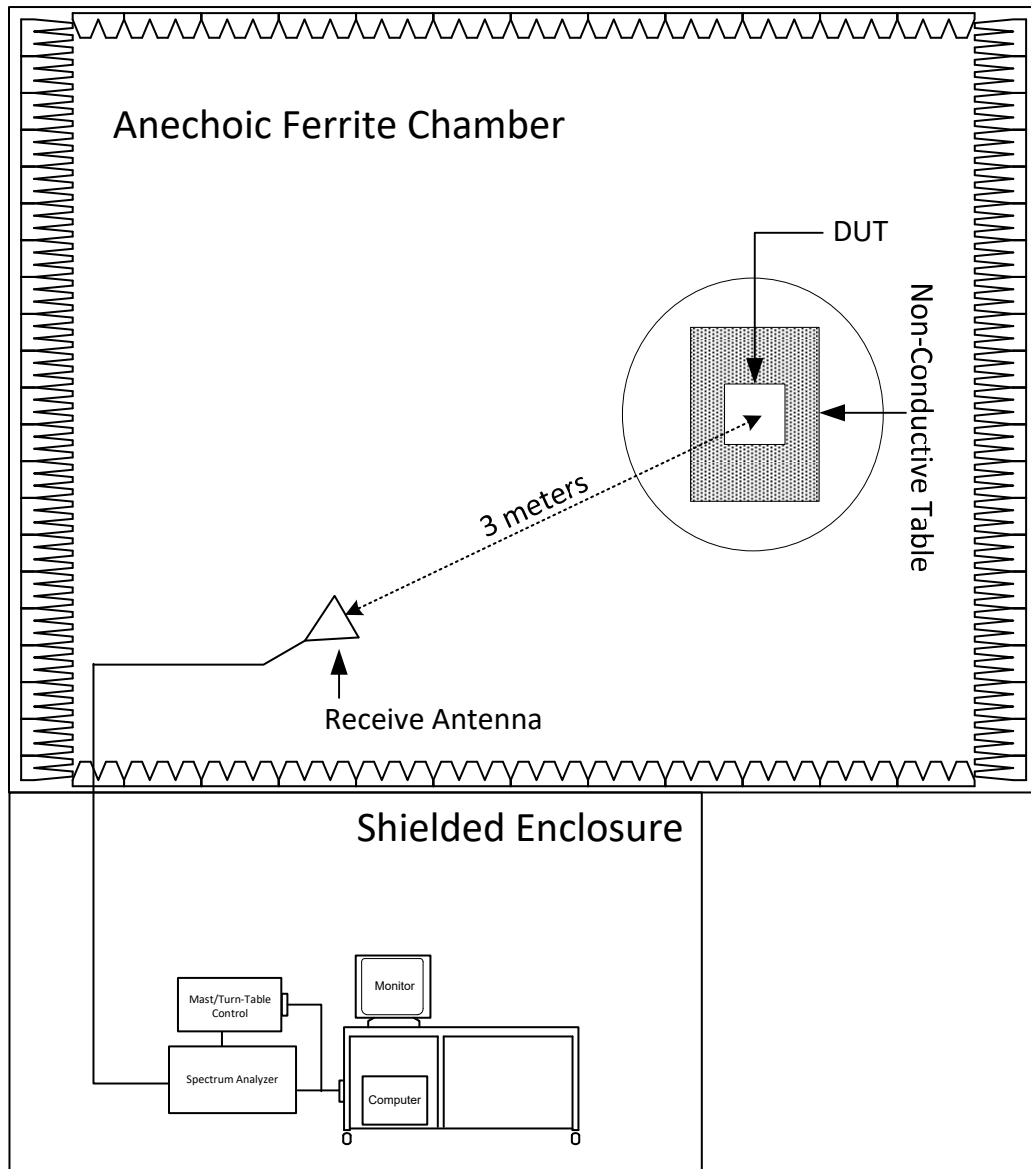 Anechoic Ferrite Chamber
DUT
Non-Conductive Table
3 meters
Receive Antenna
Shielded Enclosure
Monitor
Mast/Turn-Table
Control
Spectrum Analyzer
Computer